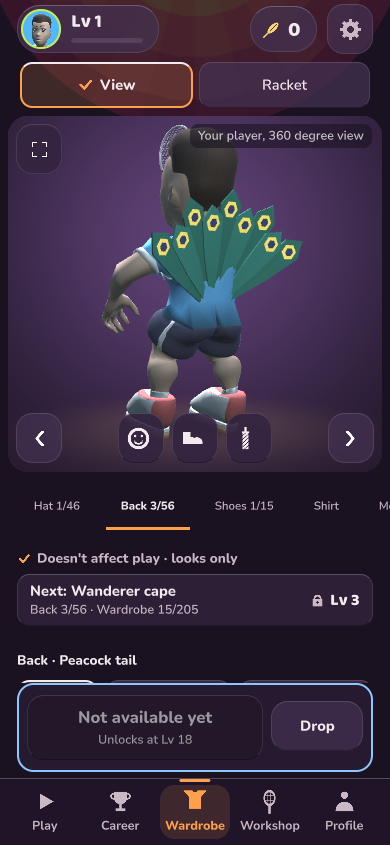 Lv 1
0
View
Racket
Your player, 360 degree view
Hat 1/46
Back 3/56
Shoes 1/15
Shirt
Doesn't affect play · looks only
Next: Wanderer cape
Back 3/56 · Wardrobe 15/205
Lv 3
Back · Peacock tail
Not available yet
Unlocks at Lv 18
Drop
Play
Career
Wardrobe
Workshop
Profile